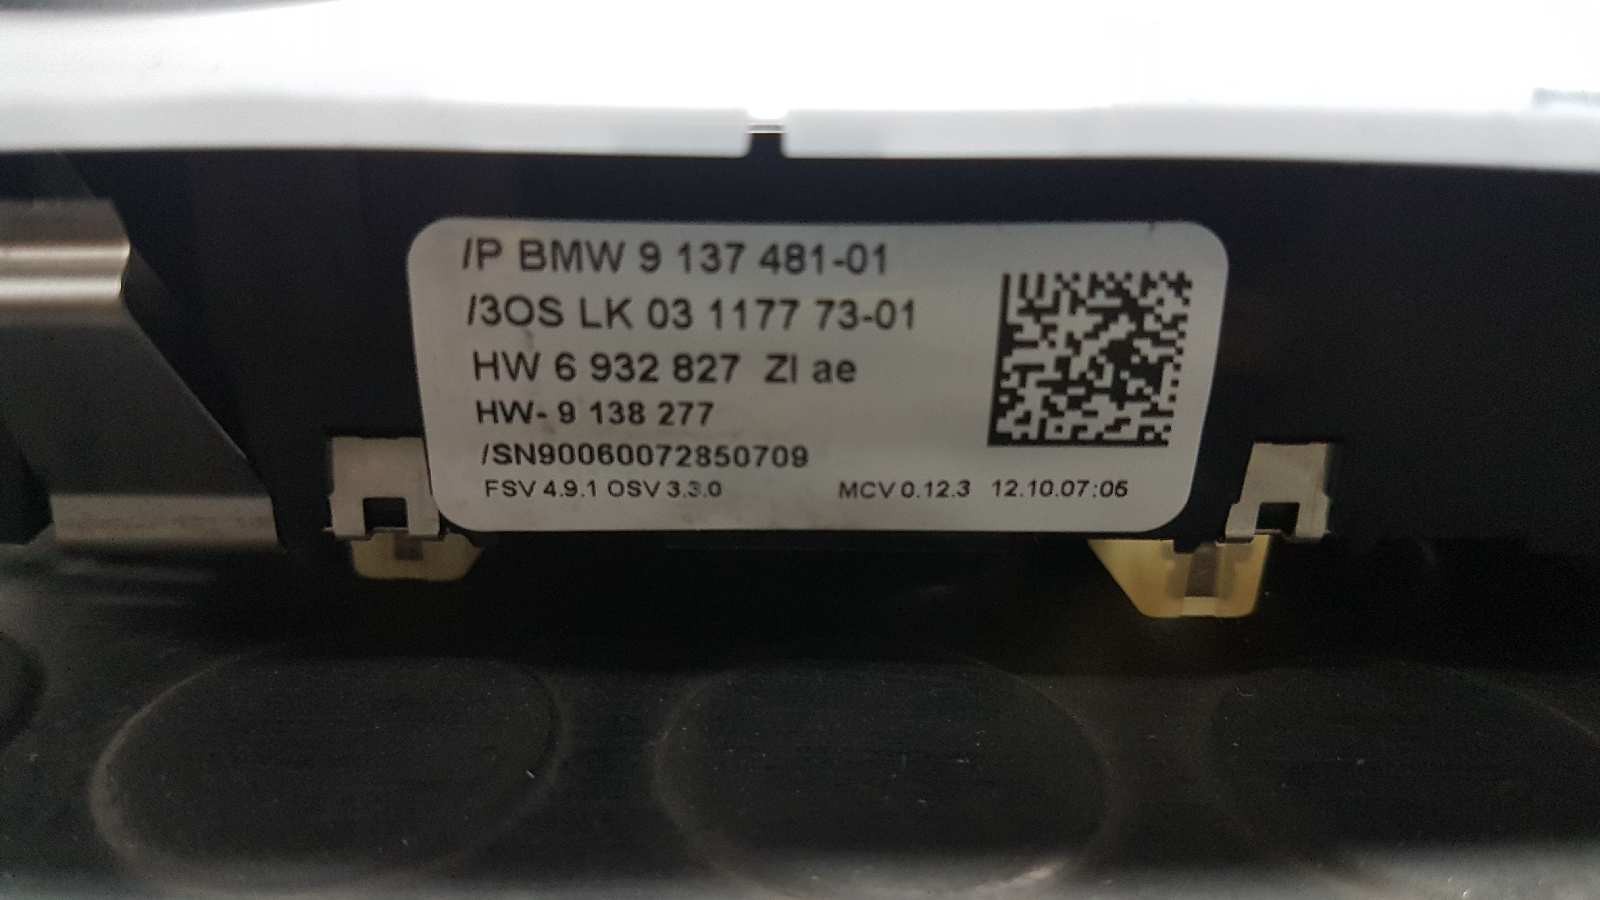 /P BMW 9 137 481-01
/3OS LK 03 1177 73-01
HW 6 932 827 ZI ae
HW- 9 138 277
/SN90060072850709
FSV 4.9.1 OSV 3.3.0 MCV 0.12.3 12.10.07:05